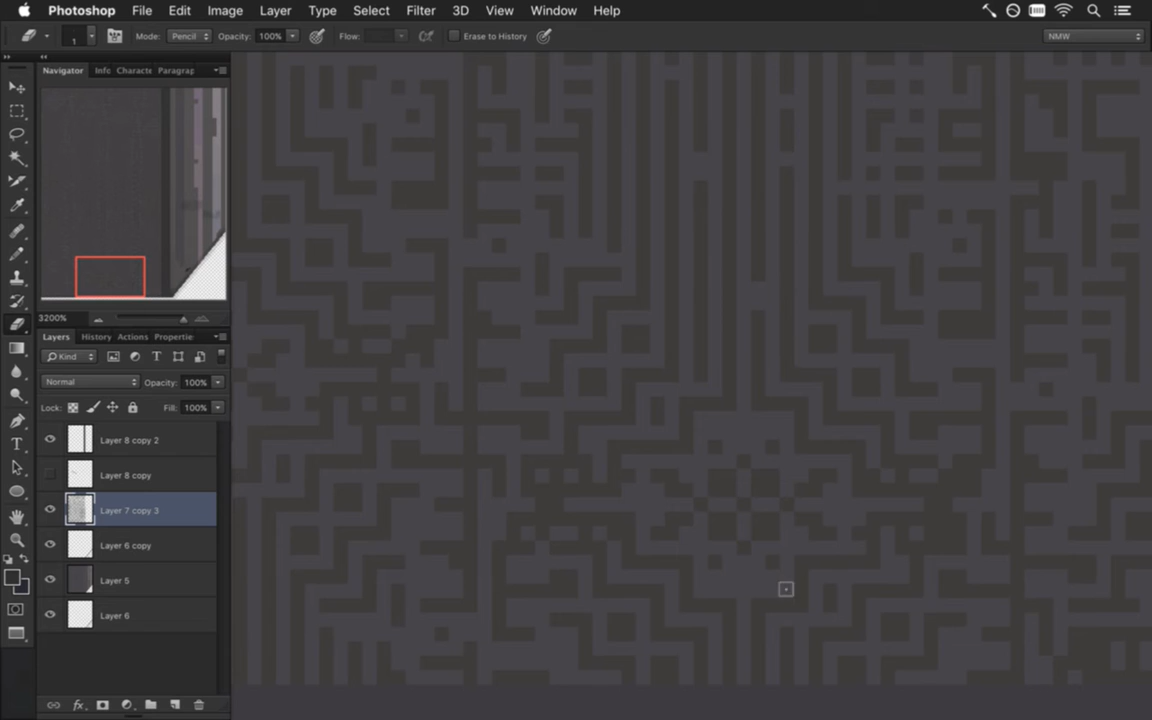 Photoshop File Edit Image Layer Type Select Filter 3D View Window Help
1 Mode: Pencil Opacity: 100% Flow: Erase to History NMW
Navigator Info Characte Paragrap
3200%
Layers History Actions Propertie
Kind
Normal Opacity: 100%
Lock: Fill: 100%
Layer 8 copy 2
Layer 8 copy
Layer 7 copy 3
Layer 6 copy
Layer 5
Layer 6